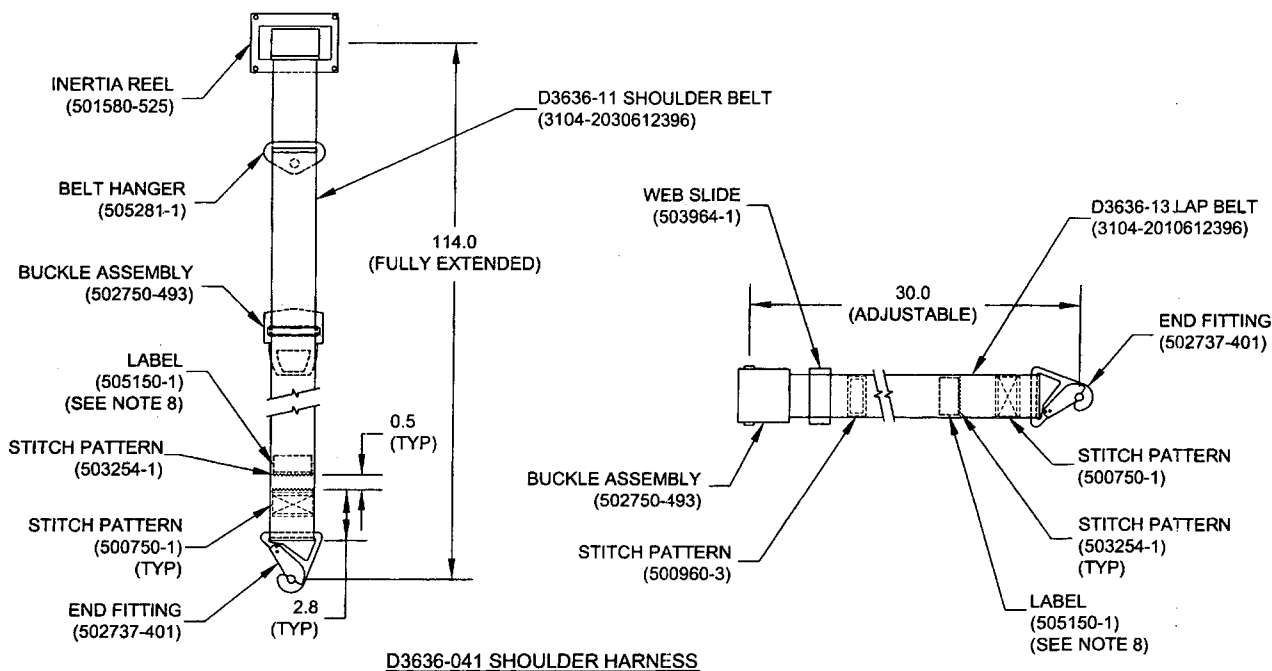 INERTIA REEL
(501580-525)
D3636-11 SHOULDER BELT
(3104-2030612396)
BELT HANGER
(505281-1)
114.0
(FULLY EXTENDED)
BUCKLE ASSEMBLY
(502750-493)
LABEL
(505150-1)
(SEE NOTE 8)
0.5
(TYP)
STITCH PATTERN
(503254-1)
STITCH PATTERN
(500750-1)
(TYP)
END FITTING
(502737-401)
2.8
(TYP)
WEB SLIDE
(503964-1)
D3636-13 LAP BELT
(3104-2010612396)
30.0
(ADJUSTABLE)
END FITTING
(502737-401)
BUCKLE ASSEMBLY
(502750-493)
STITCH PATTERN
(500960-3)
STITCH PATTERN
(500750-1)
STITCH PATTERN
(503254-1)
(TYP)
LABEL
(505150-1)
(SEE NOTE 8)
D3636-041 SHOULDER HARNESS